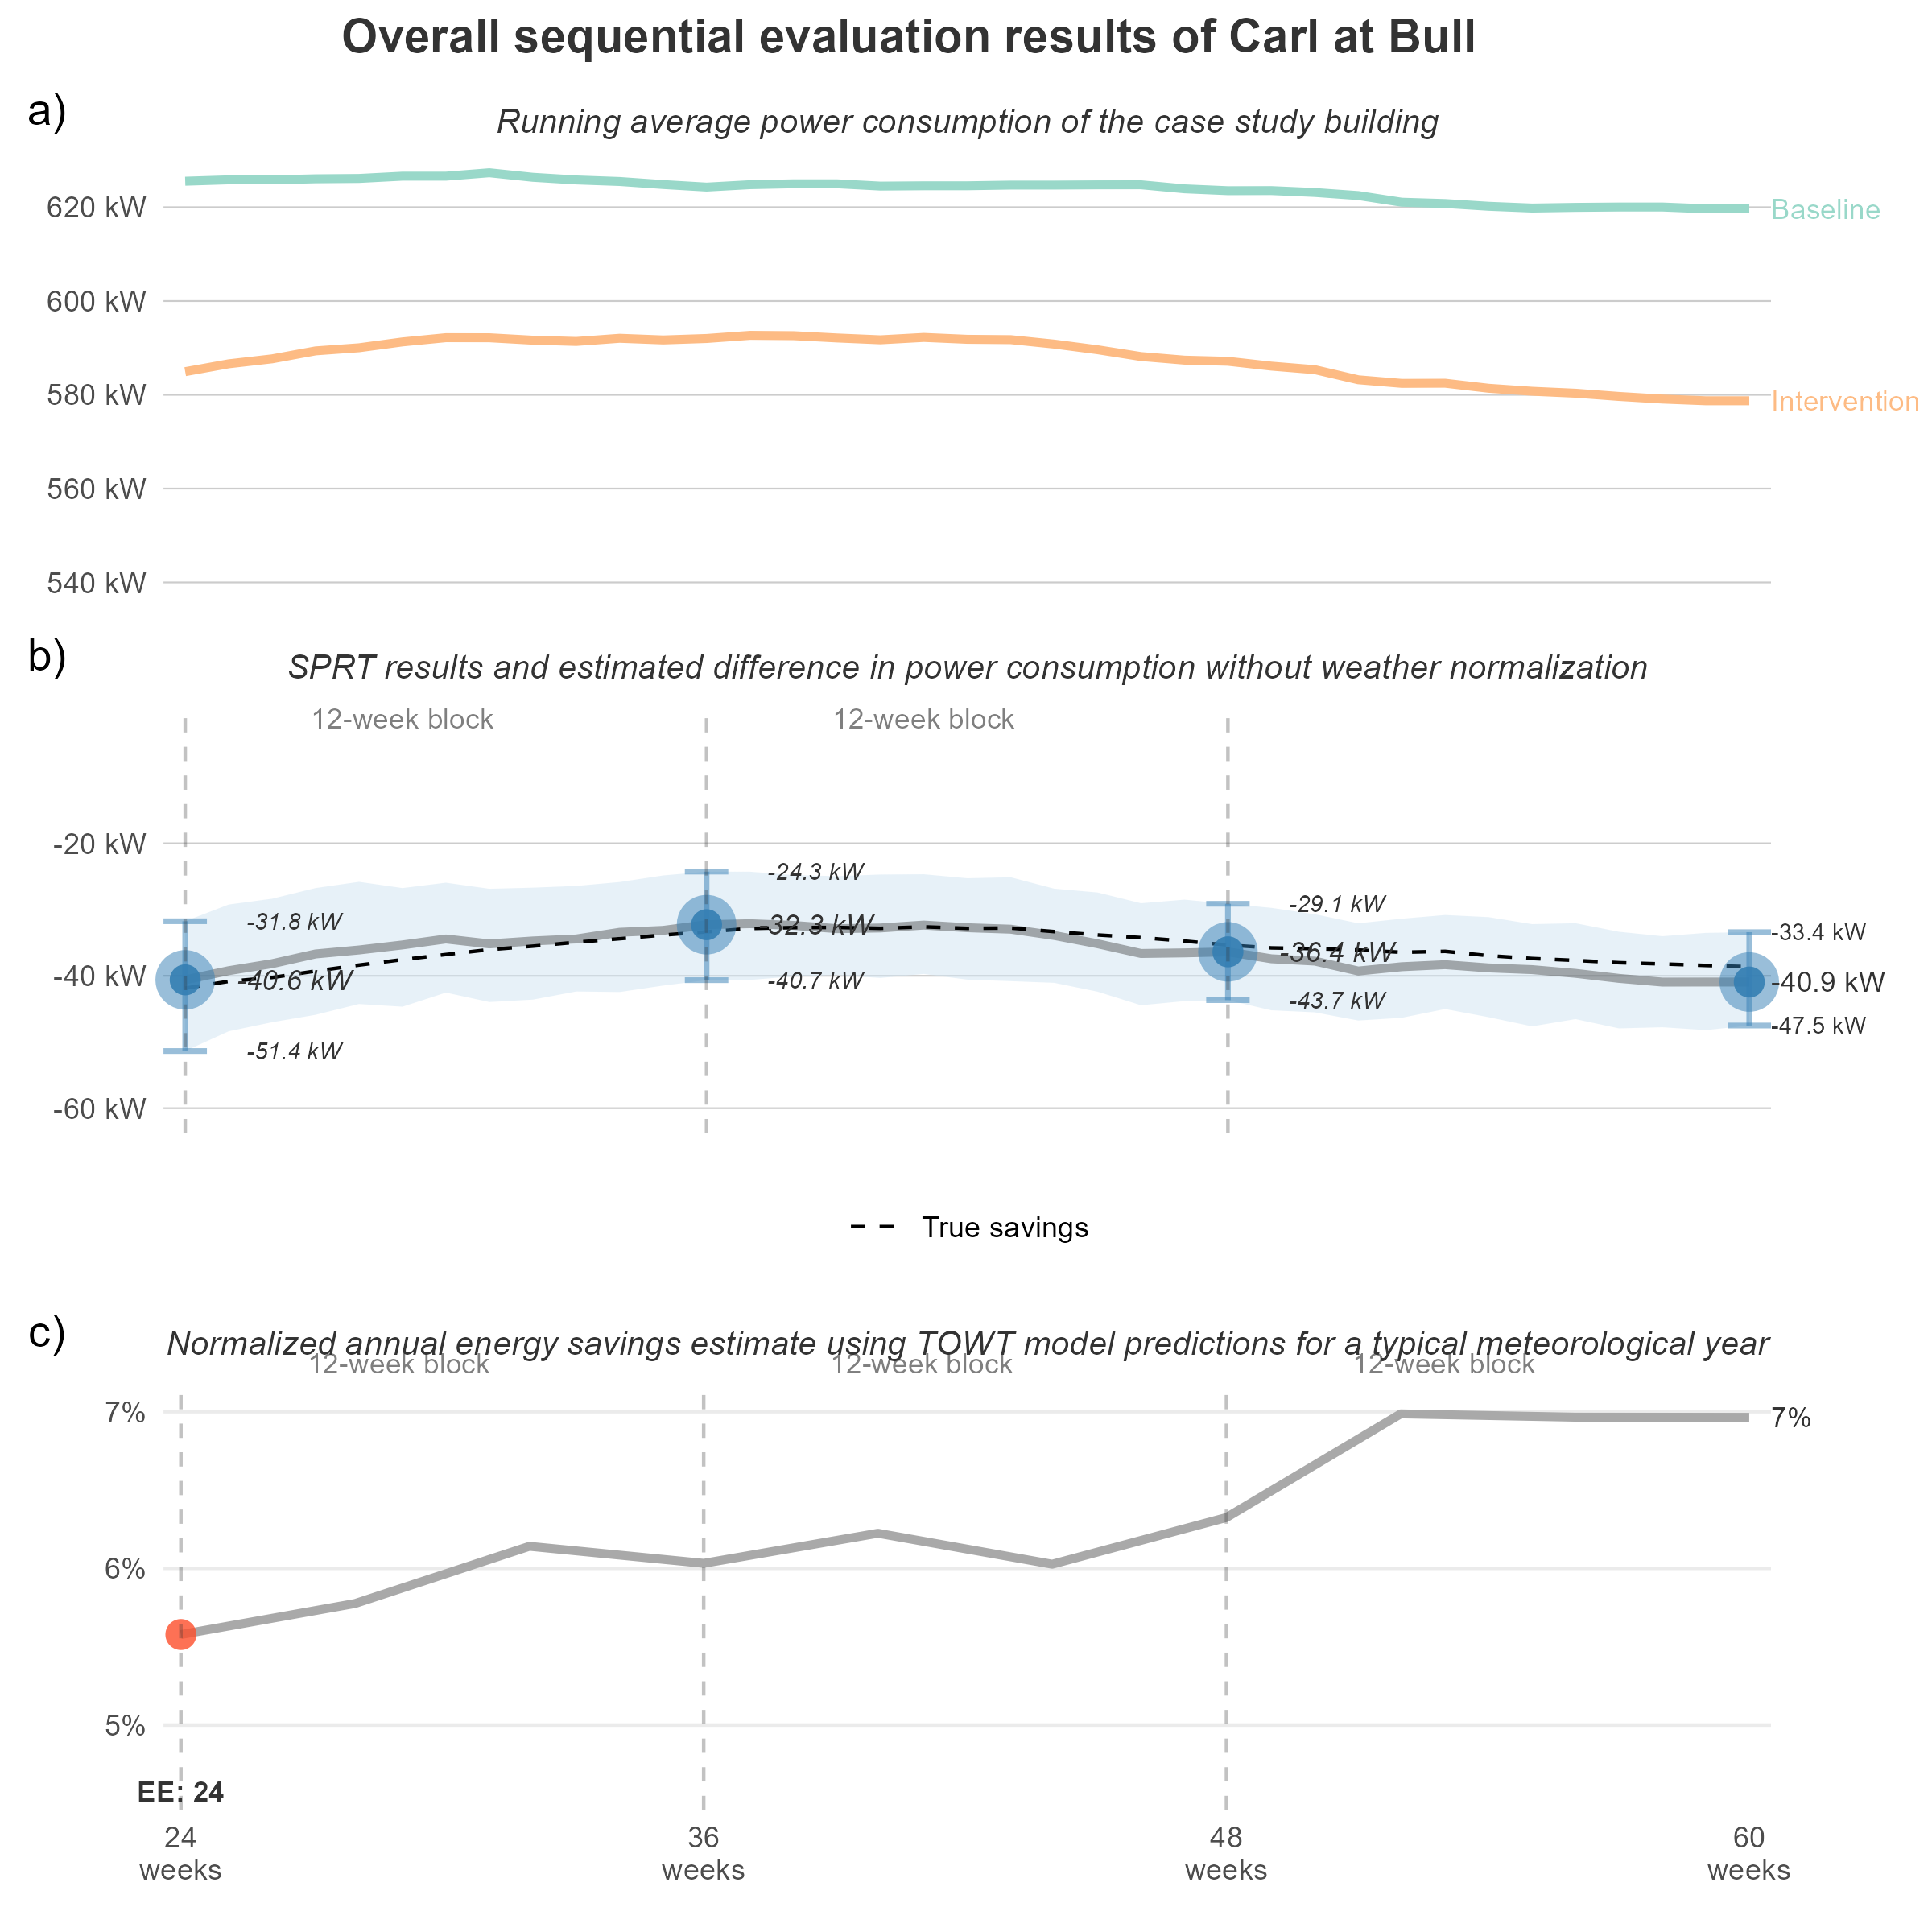 Overall sequential evaluation results of Carl at Bull
a)
Running average power consumption of the case study building
620 kW
600 kW
580 kW
560 kW
540 kW
Baseline
Intervention
b)
SPRT results and estimated difference in power consumption without weather normalization
12-week block
12-week block
-20 kW
-40 kW
-60 kW
-31.8 kW
-40.6 kW
-51.4 kW
-24.3 kW
-32.3 kW
-40.7 kW
-29.1 kW
-36.4 kW
-43.7 kW
-33.4 kW
-40.9 kW
-47.5 kW
True savings
c)
Normalized annual energy savings estimate using TOWT model predictions for a typical meteorological year
12-week block
12-week block
12-week block
7%
6%
5%
7%
EE: 24
24
weeks
36
weeks
48
weeks
60
weeks